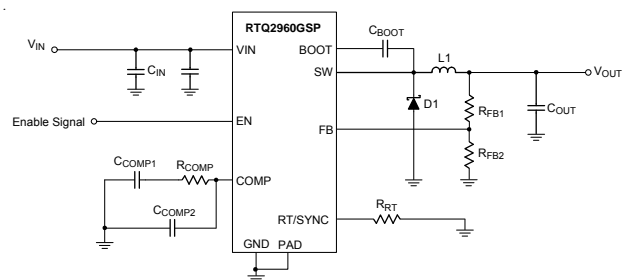 .
RTQ2960GSP
VIN
VIN
CIN
BOOT
CBOOT
SW
L1
VOUT
D1
RFB1
COUT
Enable Signal
EN
FB
RFB2
CCOMP1
RCOMP
COMP
CCOMP2
RT/SYNC
RRT
GND PAD